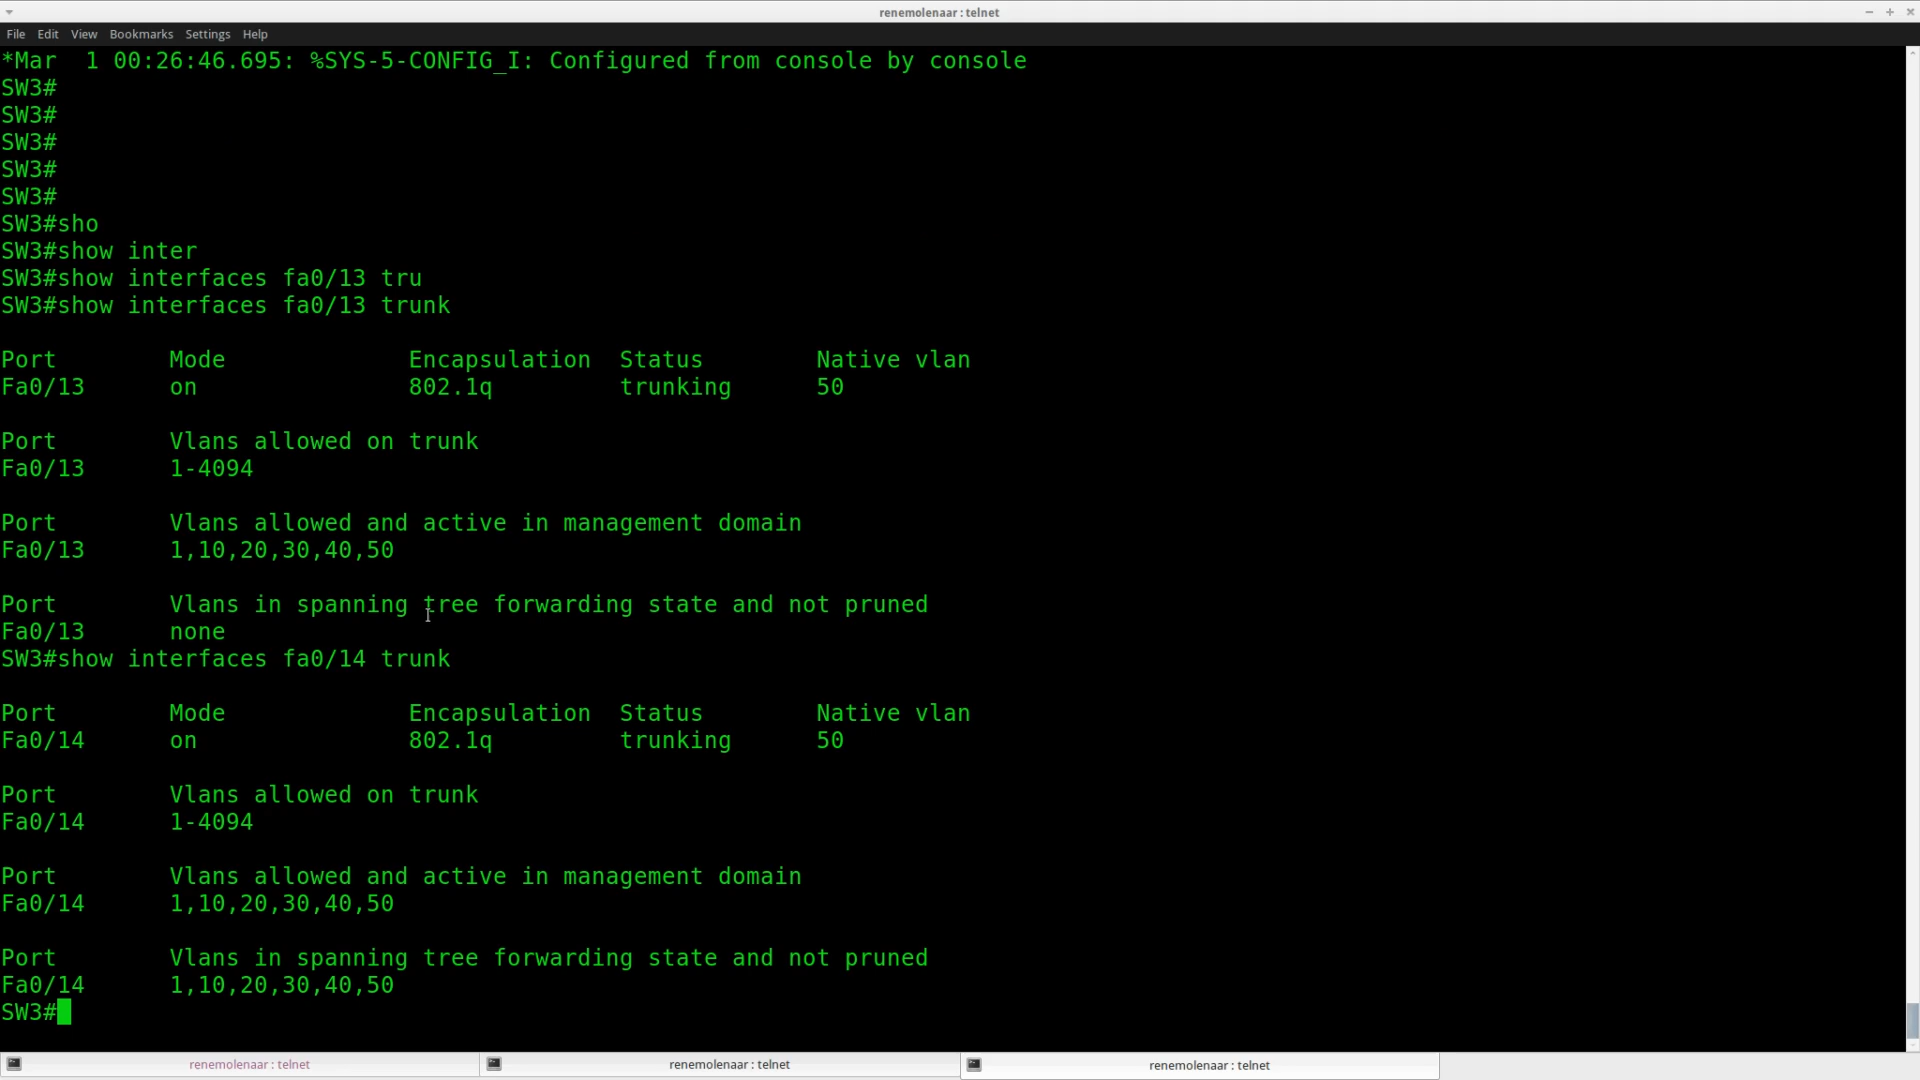 renemolenaar : telnet
File Edit View Bookmarks Settings Help
*Mar  1 00:26:46.695: %SYS-5-CONFIG_I: Configured from console by console
SW3#
SW3#
SW3#
SW3#
SW3#
SW3#sho
SW3#show inter
SW3#show interfaces fa0/13 tru
SW3#show interfaces fa0/13 trunk
Port        Mode             Encapsulation  Status        Native vlan
Fa0/13      on               802.1q         trunking      50
Port        Vlans allowed on trunk
Fa0/13      1-4094
Port        Vlans allowed and active in management domain
Fa0/13      1,10,20,30,40,50
Port        Vlans in spanning tree forwarding state and not pruned
Fa0/13      none
SW3#show interfaces fa0/14 trunk
Port        Mode             Encapsulation  Status        Native vlan
Fa0/14      on               802.1q         trunking      50
Port        Vlans allowed on trunk
Fa0/14      1-4094
Port        Vlans allowed and active in management domain
Fa0/14      1,10,20,30,40,50
Port        Vlans in spanning tree forwarding state and not pruned
Fa0/14      1,10,20,30,40,50
SW3#
renemolenaar : telnet renemolenaar : telnet renemolenaar : telnet